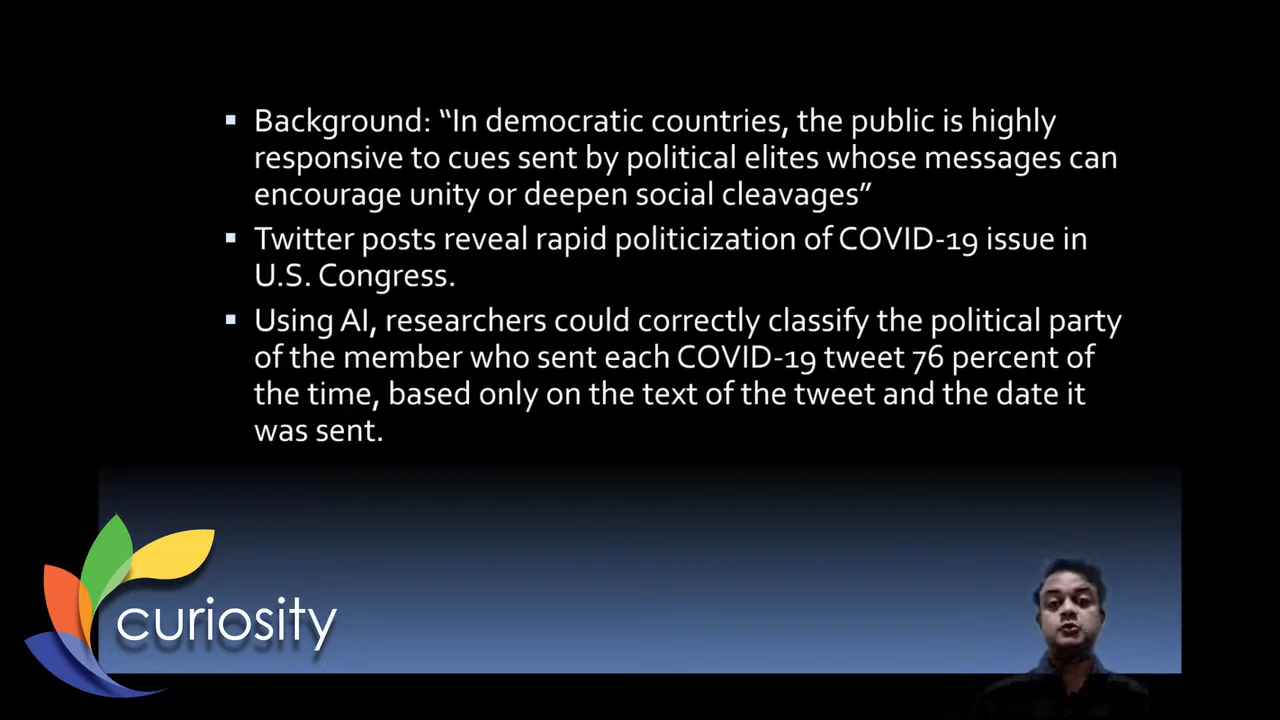 Background: “In democratic countries, the public is highly
responsive to cues sent by political elites whose messages can
encourage unity or deepen social cleavages”
Twitter posts reveal rapid politicization of COVID-19 issue in
U.S. Congress.
Using AI, researchers could correctly classify the political party
of the member who sent each COVID-19 tweet 76 percent of
the time, based only on the text of the tweet and the date it
was sent.
curiosity